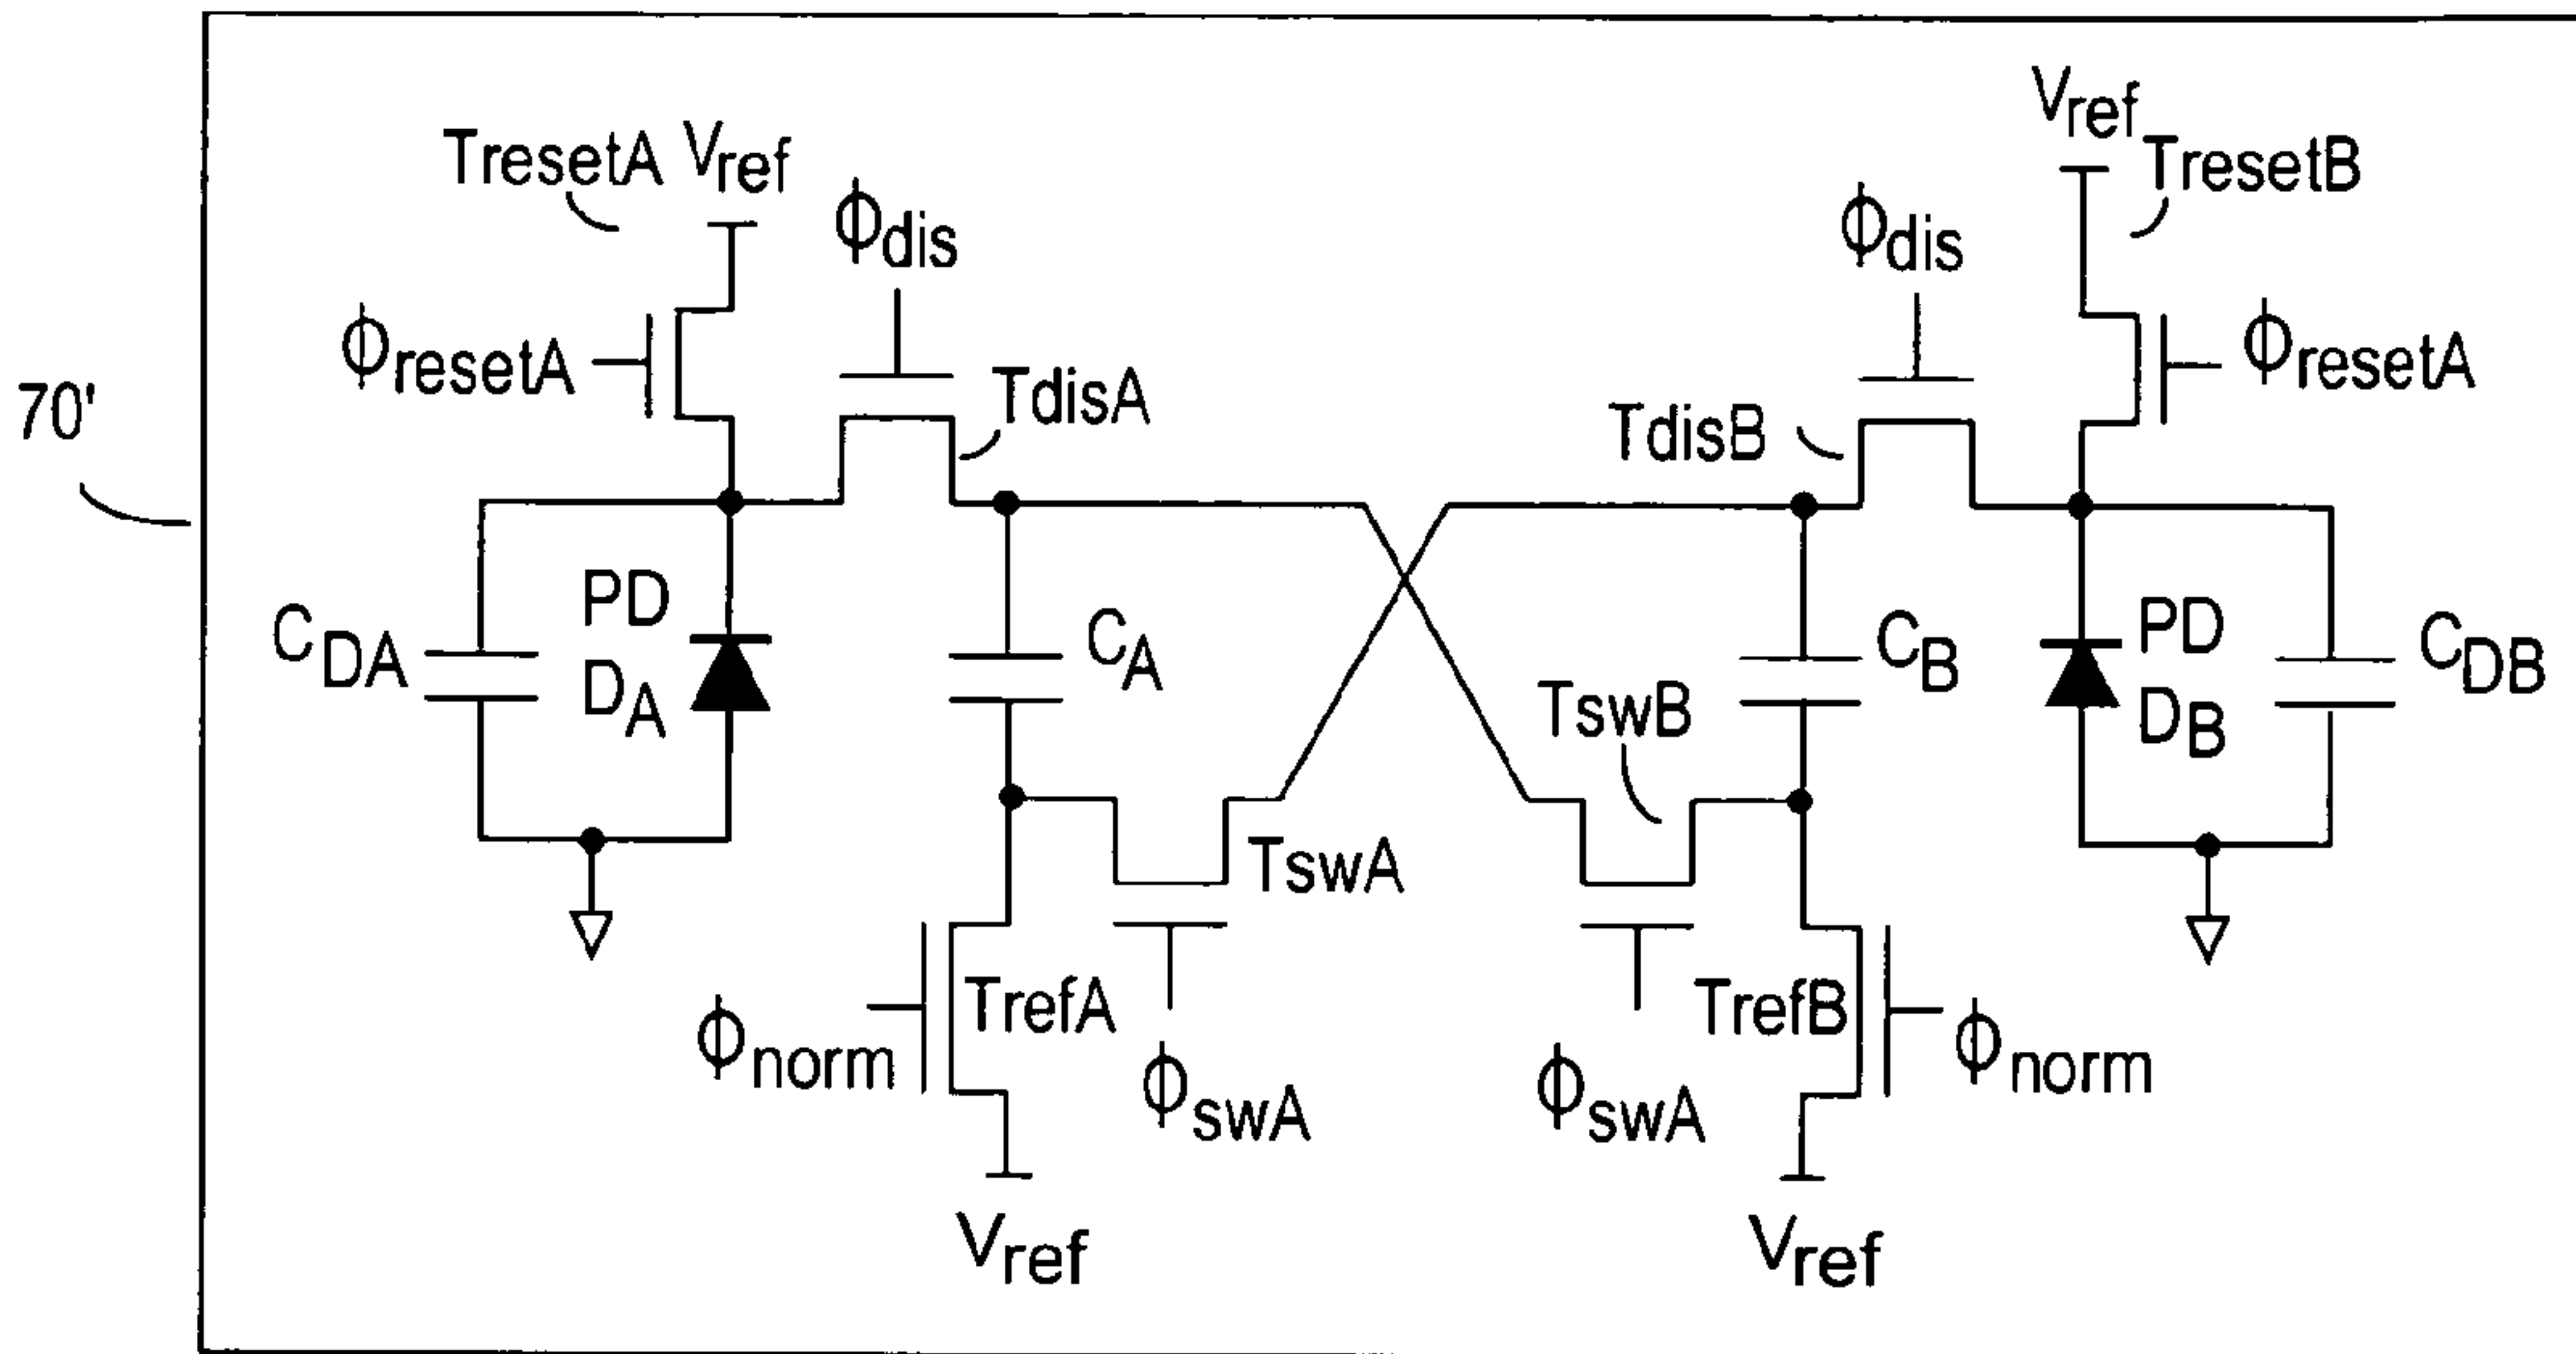 Vref
TresetA Vref
TresetB
ϕdis
ϕdis
ϕresetA
ϕresetA
70'
TdisA
TdisB
PD
DA
CDA
CA
CB
PD
DB
CDB
TswB
TswA
TrefA
TrefB
ϕnorm
ϕnorm
ϕswA
ϕswA
Vref
Vref